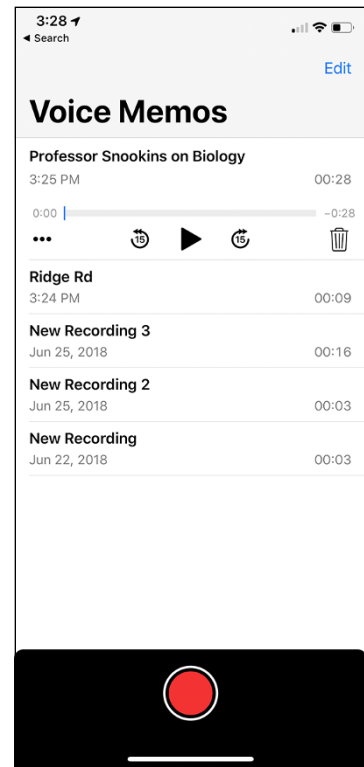 3:28
◀ Search
Edit
Voice Memos
Professor Snookins on Biology
3:25 PM 00:28
0:00 −0:28
••• 15 15
Ridge Rd
3:24 PM 00:09
New Recording 3
Jun 25, 2018 00:16
New Recording 2
Jun 25, 2018 00:03
New Recording
Jun 22, 2018 00:03